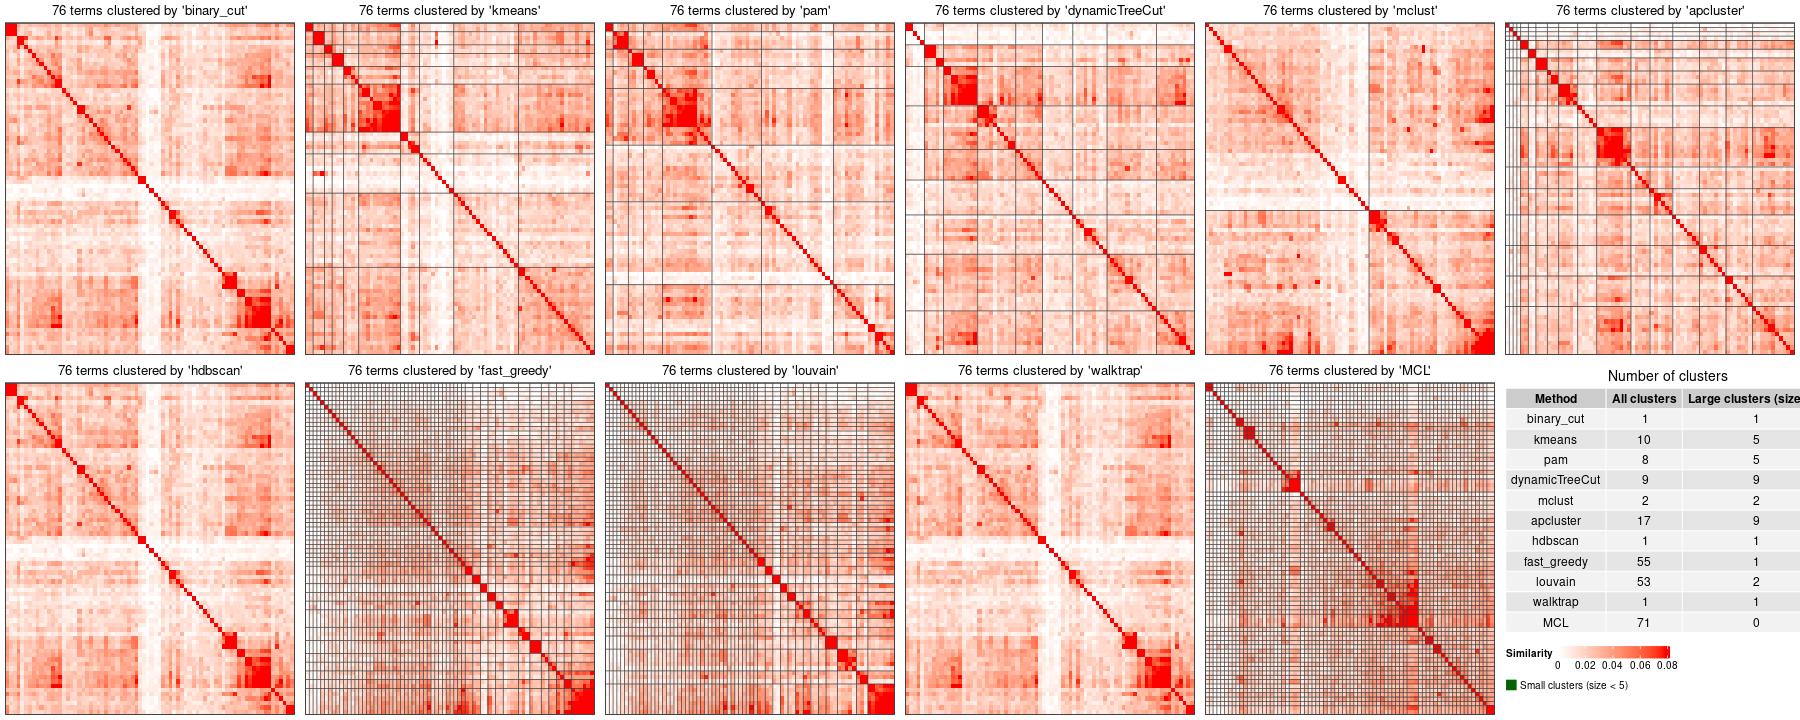 76 terms clustered by 'binary_cut'
76 terms clustered by 'kmeans'
76 terms clustered by 'pam'
76 terms clustered by 'dynamicTreeCut'
76 terms clustered by 'mclust'
76 terms clustered by 'apcluster'
76 terms clustered by 'hdbscan'
76 terms clustered by 'fast_greedy'
76 terms clustered by 'louvain'
76 terms clustered by 'walktrap'
76 terms clustered by 'MCL'
Number of clusters
Method All clusters Large clusters (size
binary_cut 1 1
kmeans 10 5
pam 8 5
dynamicTreeCut 9 9
mclust 2 2
apcluster 17 9
hdbscan 1 1
fast_greedy 55 1
louvain 53 2
walktrap 1 1
MCL 71 0
Similarity
0 0.02 0.04 0.06 0.08
Small clusters (size < 5)